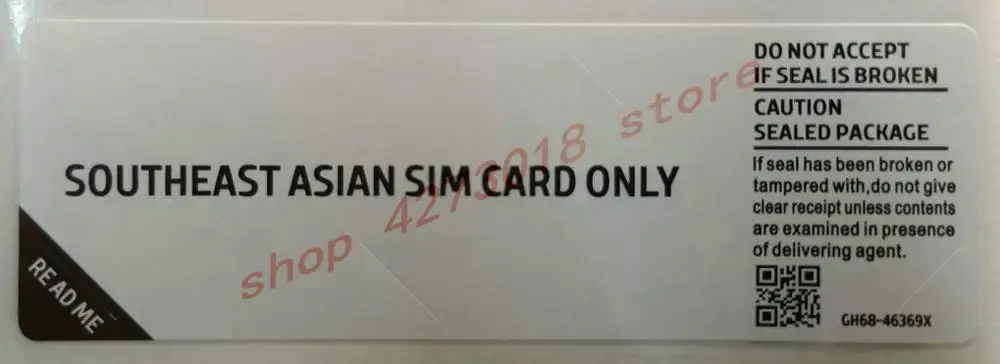 SOUTHEAST ASIAN SIM CARD ONLY
READ ME
DO NOT ACCEPT
IF SEAL IS BROKEN
CAUTION
SEALED PACKAGE
If seal has been broken or
tampered with,do not give
clear receipt unless contents
are examined in presence
of delivering agent.
GH68-46369X
shop 4273018 store